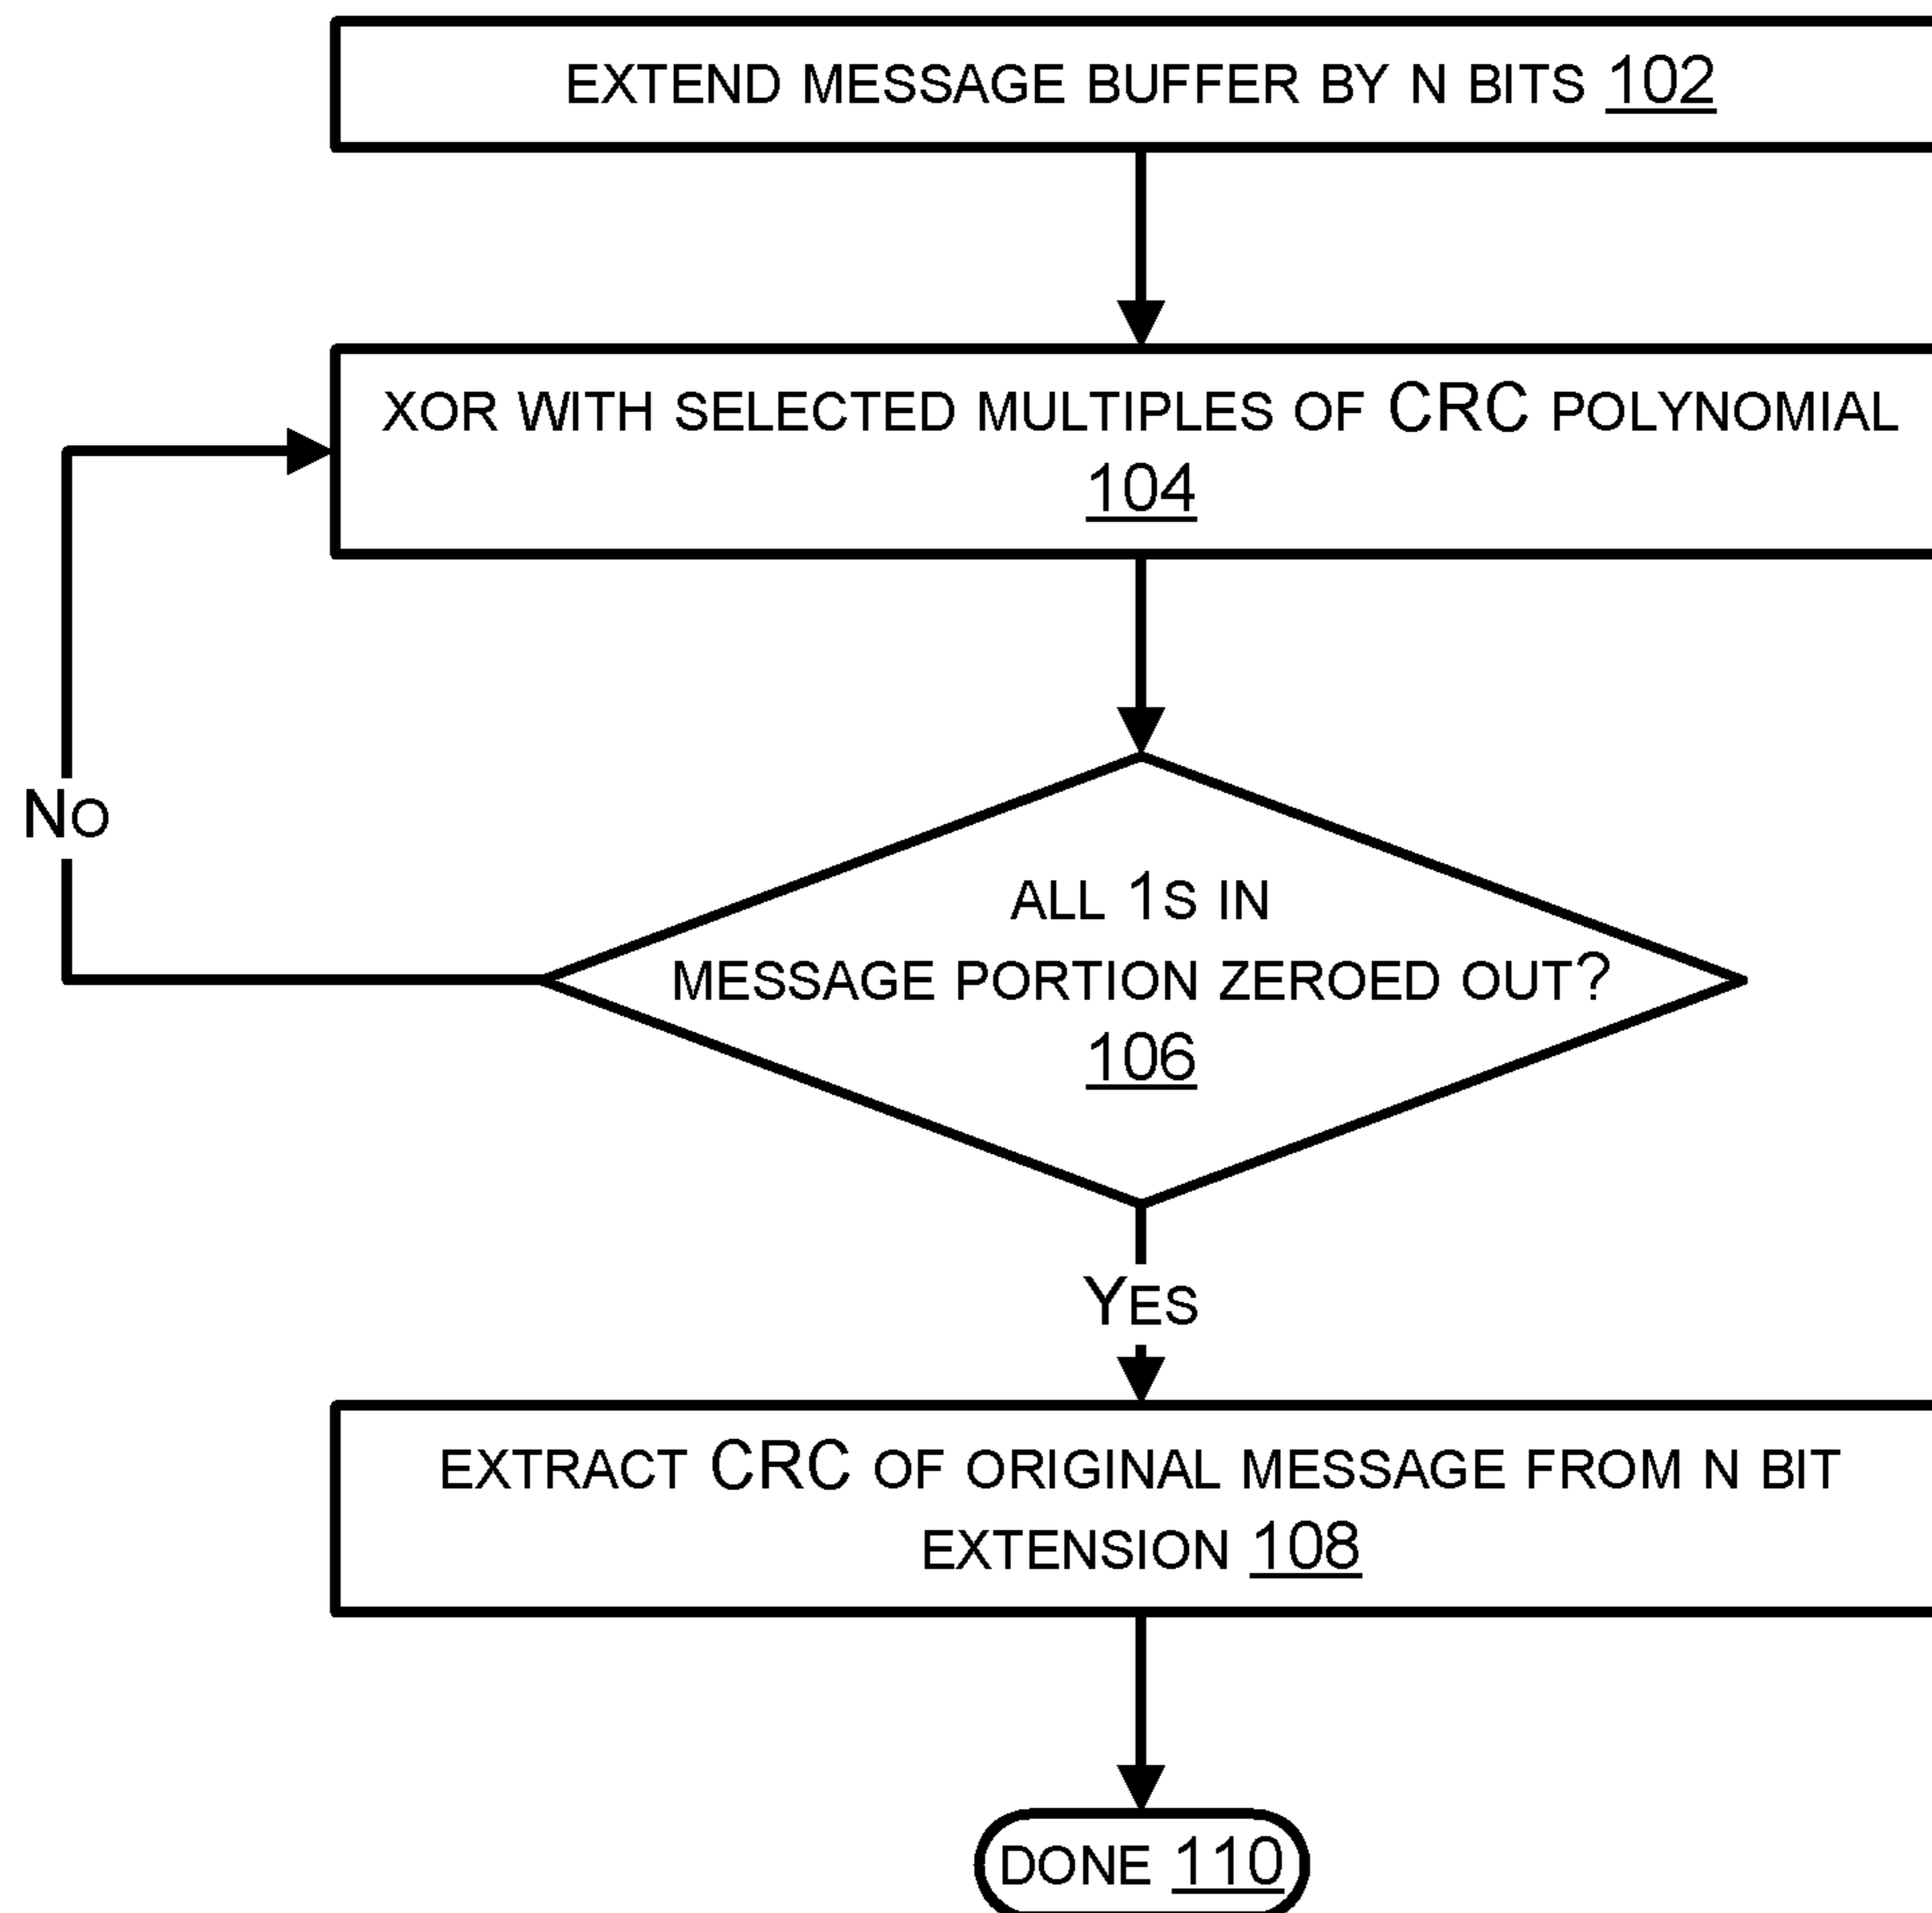 EXTEND MESSAGE BUFFER BY N BITS 102
XOR WITH SELECTED MULTIPLES OF CRC POLYNOMIAL
104
NO
ALL 1S IN
MESSAGE PORTION ZEROED OUT?
106
YES
EXTRACT CRC OF ORIGINAL MESSAGE FROM N BIT
EXTENSION 108
DONE 110